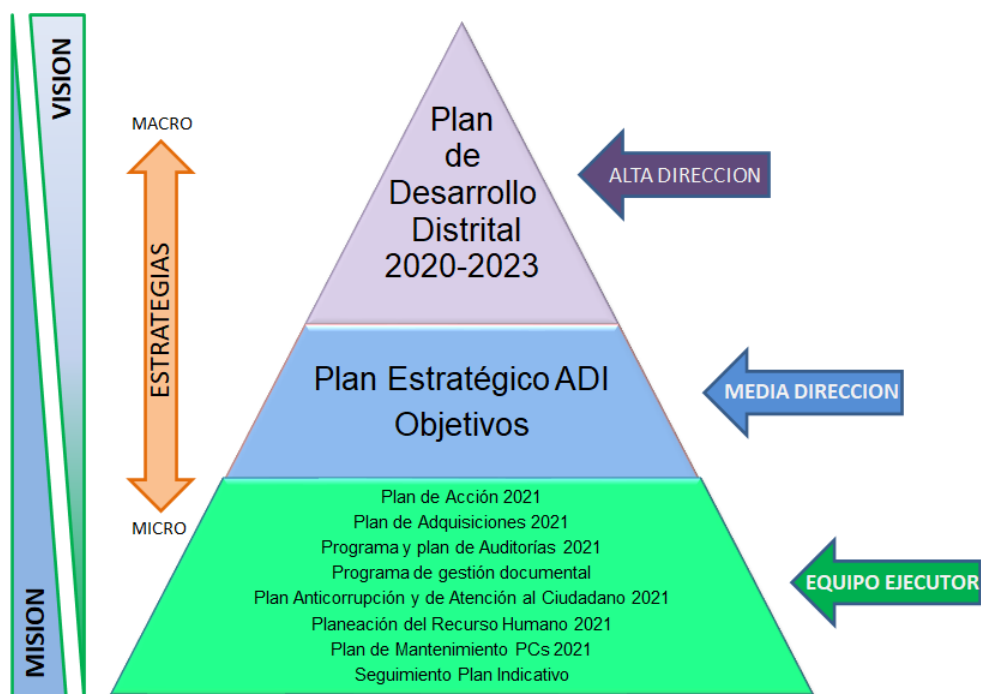 VISION
MISION
MACRO
ESTRATEGIAS
MICRO
Plan
de
Desarrollo
Distrital
2020-2023
ALTA DIRECCION
Plan Estratégico ADI
Objetivos
MEDIA DIRECCION
Plan de Acción 2021
Plan de Adquisiciones 2021
Programa y plan de Auditorías 2021
Programa de gestión documental
Plan Anticorrupción y de Atención al Ciudadano 2021
Planeación del Recurso Humano 2021
Plan de Mantenimiento PCs 2021
Seguimiento Plan Indicativo
EQUIPO EJECUTOR